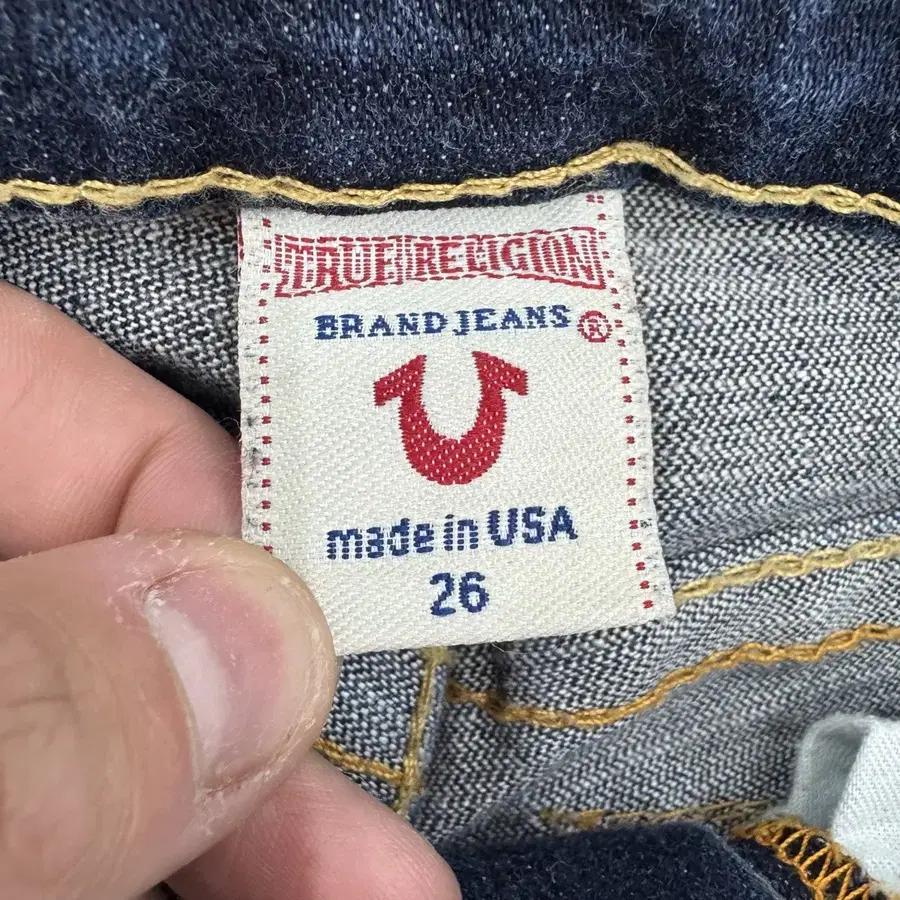 TRUE RELIGION
BRAND JEANS ®
made in USA
26